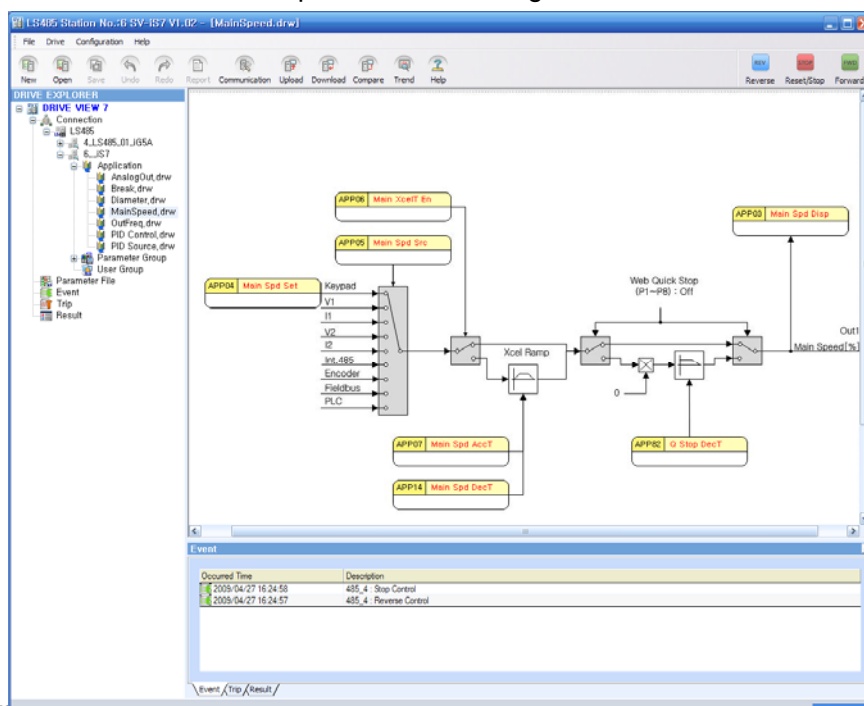 LS485 Station No.:6 SV-IS7 V1.02 - [MainSpeed.drw]
File Drive Configuration Help
New Open Save Undo Redo Report Communication Upload Download Compare Trend Help
REV STOP FWD
Reverse Reset/Stop Forward
DRIVE EXPLORER
DRIVE VIEW 7
Connection
LS485
4_LS485_01_IG5A
6__IS7
Application
AnalogOut,drw
Break,drw
Diameter,drw
MainSpeed,drw
OutFreq,drw
PID Control,drw
PID Source,drw
Parameter Group
User Group
Parameter File
Event
Trip
Result
APP06 Main XcelT En
APP05 Main Spd Src
APP03 Main Spd Disp
APP04 Main Spd Set
Keypad
V1
I1
V2
I2
Int.485
Encoder
Fieldbus
PLC
Xcel Ramp
Web Quick Stop
(P1~P8) : Off
0
Out1
Main Speed[%]
APP07 Main Spd AccT
APP14 Main Spd DecT
APP82 Q Stop DecT
Event
Occurred Time Description
2009/04/27 16:24:58 485_4 : Stop Control
2009/04/27 16:24:57 485_4 : Reverse Control
Event Trip Result